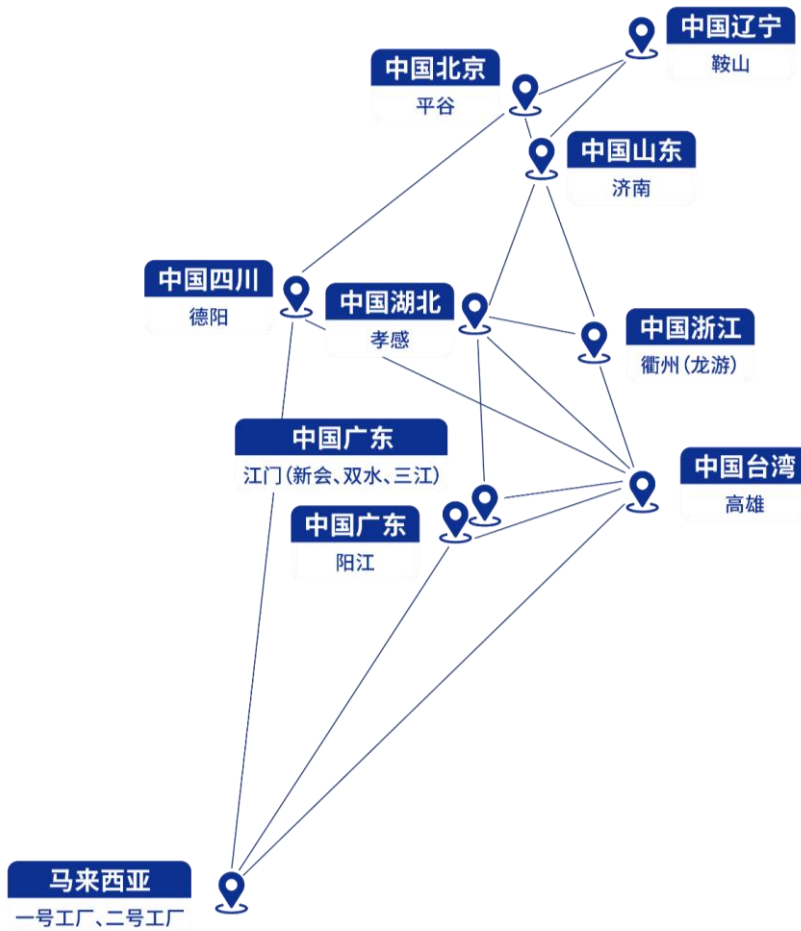 中国辽宁
鞍山
中国北京
平谷
中国山东
济南
中国四川
德阳
中国湖北
孝感
中国浙江
衢州(龙游)
中国广东
江门(新会、双水、三江)
中国台湾
高雄
中国广东
阳江
马来西亚
一号工厂、二号工厂